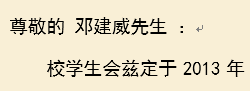 尊敬的 邓建威先生 ：
校学生会兹定于 2013 年